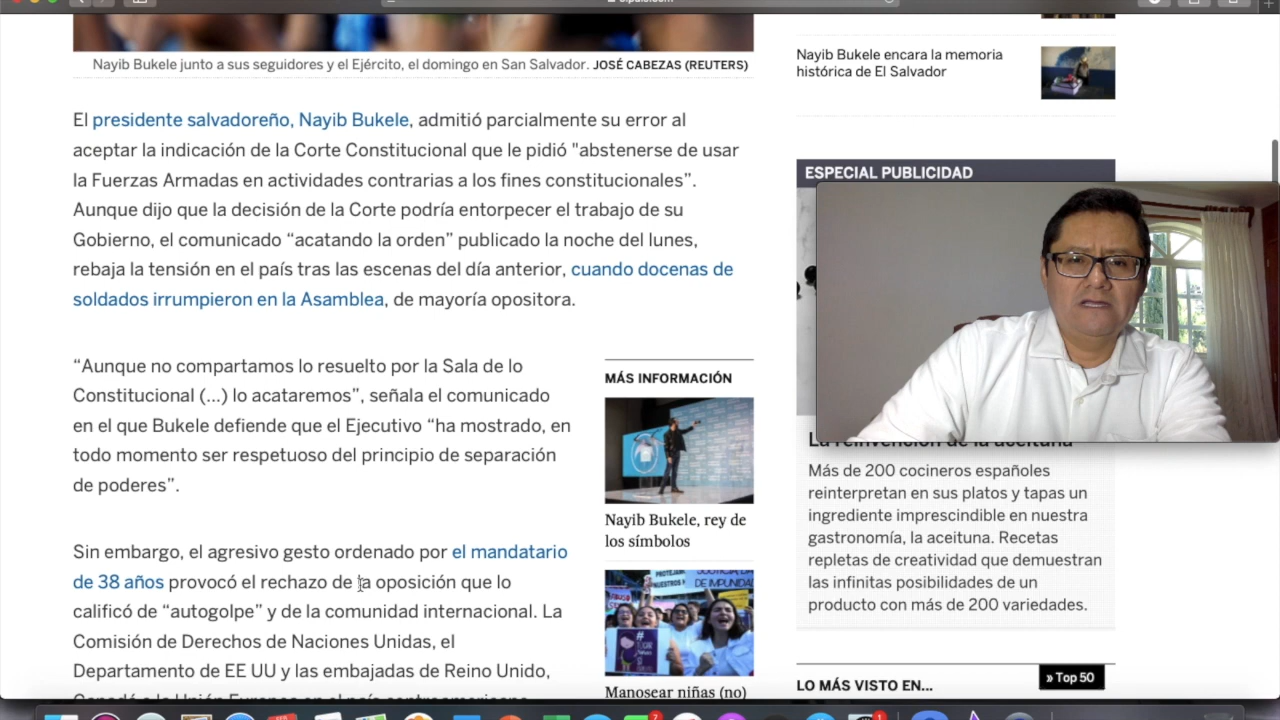 Nayib Bukele junto a sus seguidores y el Ejército, el domingo en San Salvador. JOSÉ CABEZAS (REUTERS)
El presidente salvadoreño, Nayib Bukele, admitió parcialmente su error al
aceptar la indicación de la Corte Constitucional que le pidió "abstenerse de usar
la Fuerzas Armadas en actividades contrarias a los fines constitucionales”.
Aunque dijo que la decisión de la Corte podría entorpecer el trabajo de su
Gobierno, el comunicado “acatando la orden” publicado la noche del lunes,
rebaja la tensión en el país tras las escenas del día anterior, cuando docenas de
soldados irrumpieron en la Asamblea, de mayoría opositora.
“Aunque no compartamos lo resuelto por la Sala de lo
Constitucional (...) lo acataremos”, señala el comunicado
en el que Bukele defiende que el Ejecutivo “ha mostrado, en
todo momento ser respetuoso del principio de separación
de poderes”.
Sin embargo, el agresivo gesto ordenado por el mandatario
de 38 años provocó el rechazo de la oposición que lo
calificó de “autogolpe” y de la comunidad internacional. La
Comisión de Derechos de Naciones Unidas, el
Departamento de EE UU y las embajadas de Reino Unido,
MÁS INFORMACIÓN
Nayib Bukele, rey de
los símbolos
Manosear niñas (no)
Nayib Bukele encara la memoria
histórica de El Salvador
ESPECIAL PUBLICIDAD
La reinvención de la aceituna
Más de 200 cocineros españoles
reinterpretan en sus platos y tapas un
ingrediente imprescindible en nuestra
gastronomía, la aceituna. Recetas
repletas de creatividad que demuestran
las infinitas posibilidades de un
producto con más de 200 variedades.
LO MÁS VISTO EN...
» Top 50